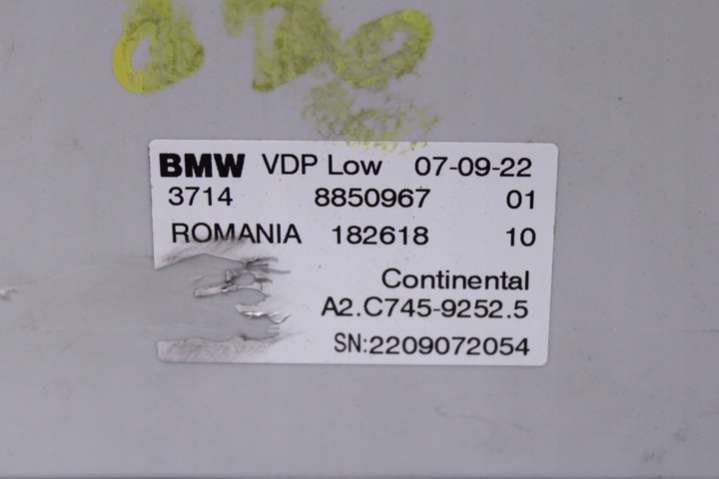 BMW VDP Low 07-09-22
3714 8850967 01
ROMANIA 182618 10
Continental
A2.C745-9252.5
SN:2209072054